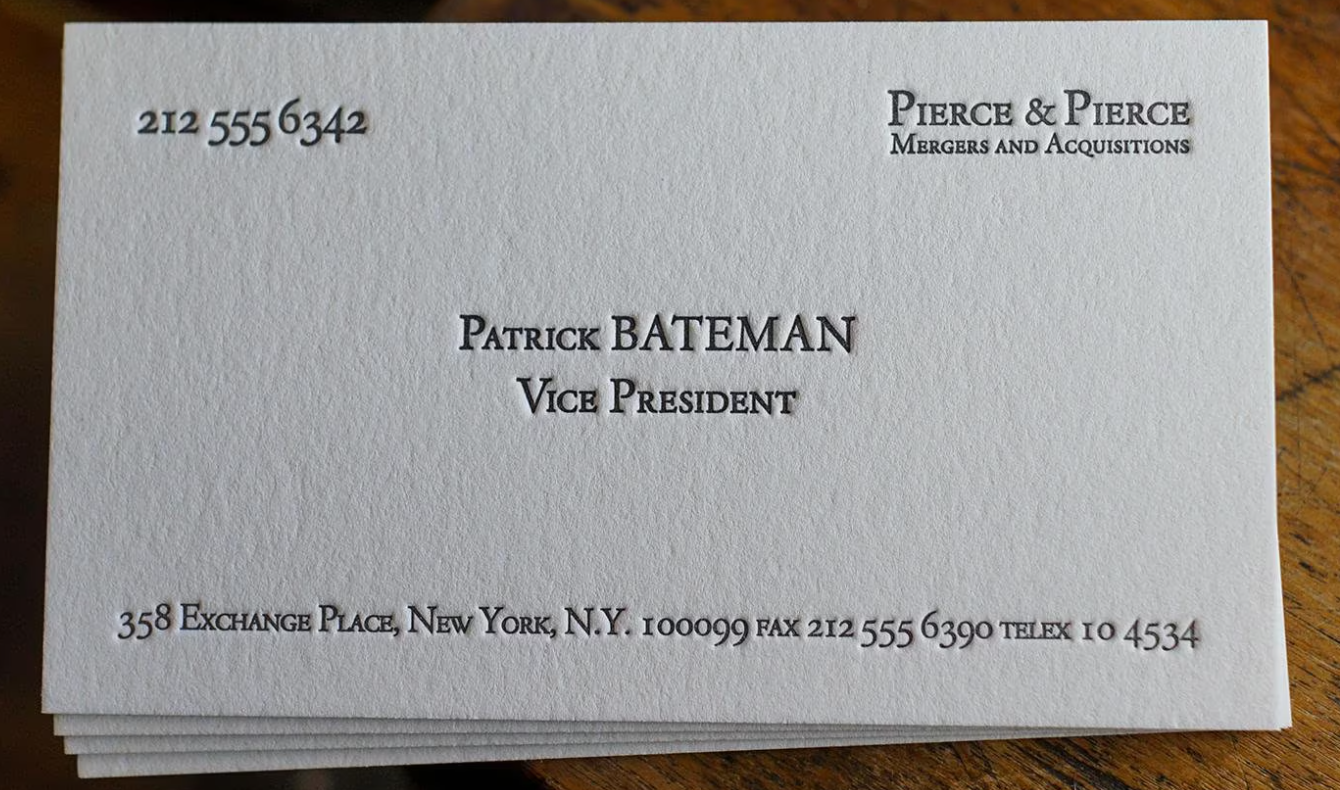 212 555 6342
PIERCE & PIERCE
MERGERS AND ACQUISITIONS
PATRICK BATEMAN
VICE PRESIDENT
358 EXCHANGE PLACE, NEW YORK, N.Y. 100099 FAX 212 555 6390 TELEX 10 4534